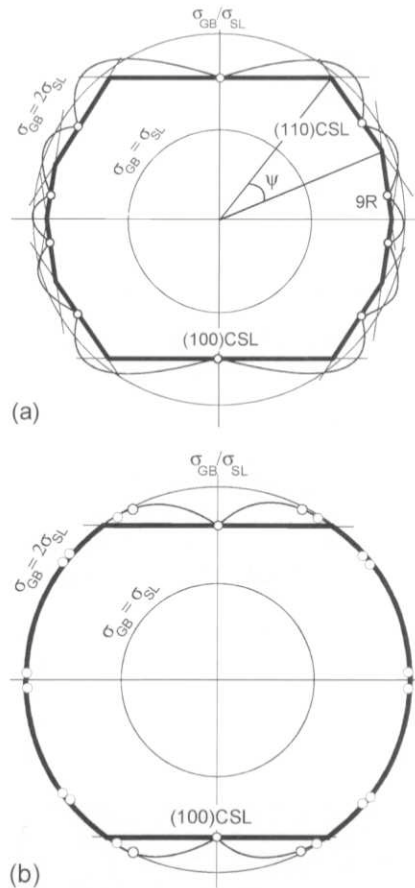 σGB/σSL
σGB = 2σSL
σGB = σSL
(110)CSL
Ψ
9R
(100)CSL
(a)
σGB/σSL
σGB = 2σSL
σGB = σSL
(100)CSL
(b)